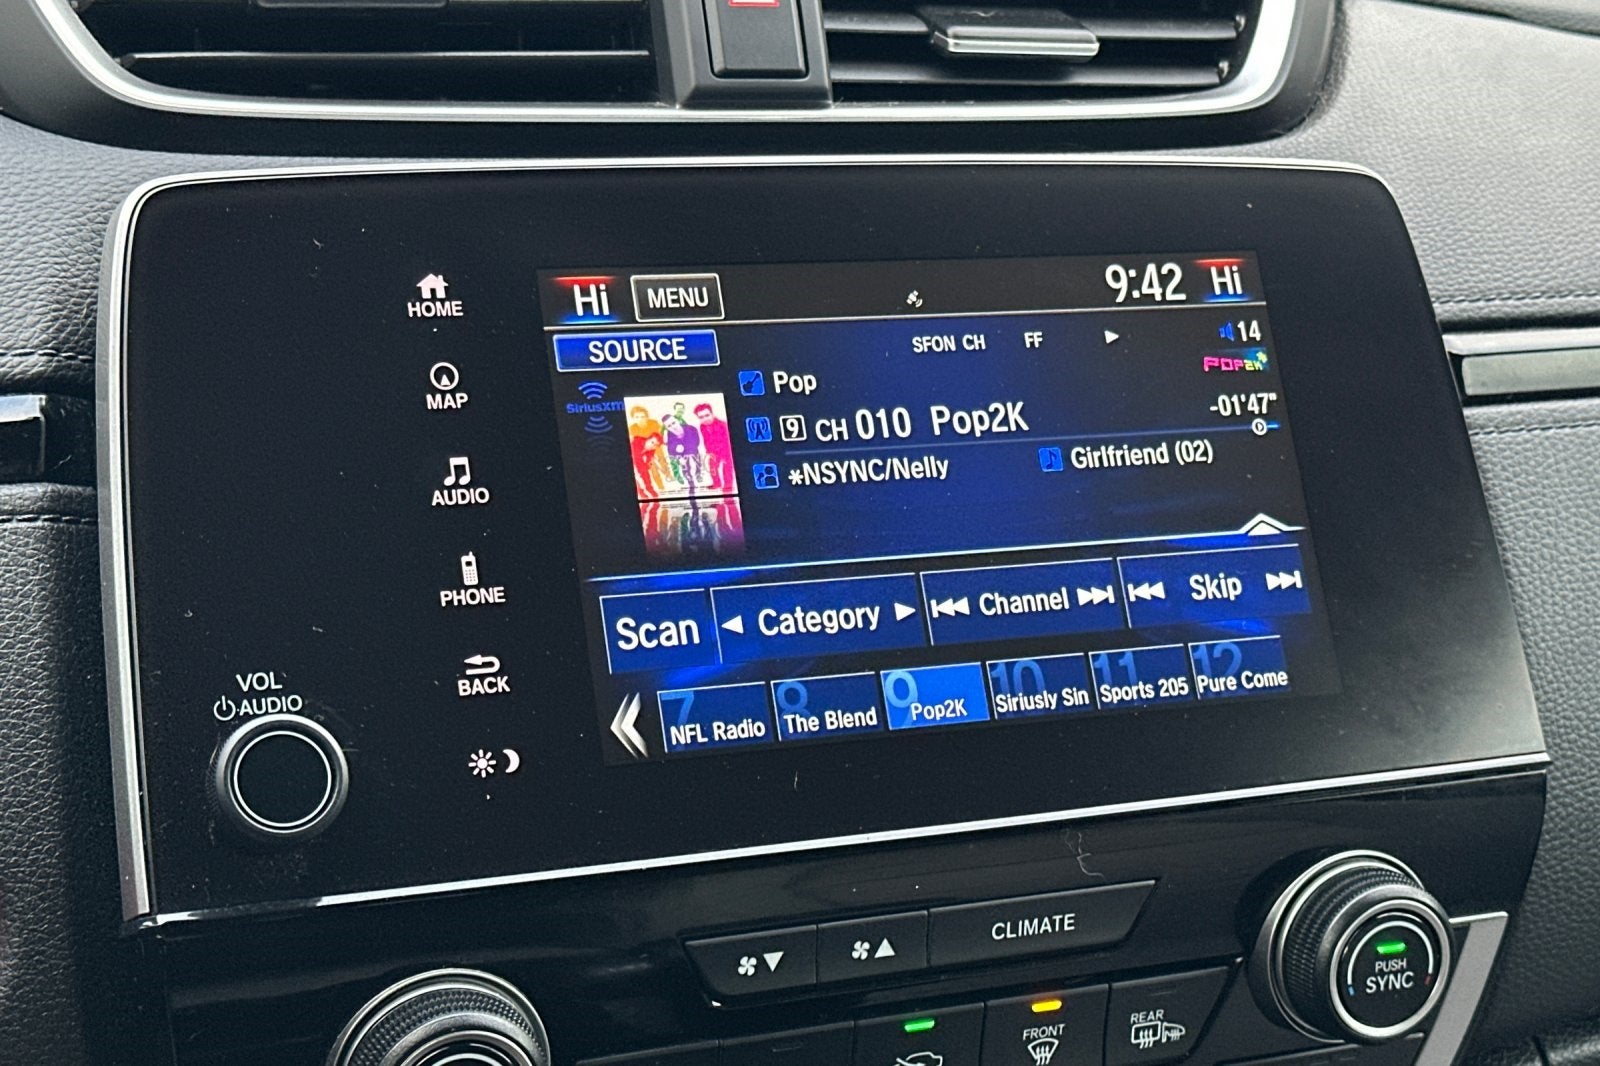 Hi MENU 9:42 Hi
SOURCE SFON CH FF 14
POP2K
SiriusXM
Pop
-01'47"
9 CH 010 Pop2K
*NSYNC/Nelly Girlfriend (02)
Scan Category Channel Skip
7 8 9 10 11 12
NFL Radio The Blend Pop2K Siriusly Sin Sports 205 Pure Come
HOME
MAP
AUDIO
PHONE
BACK
VOL
AUDIO
CLIMATE
PUSH
SYNC
FRONT
REAR